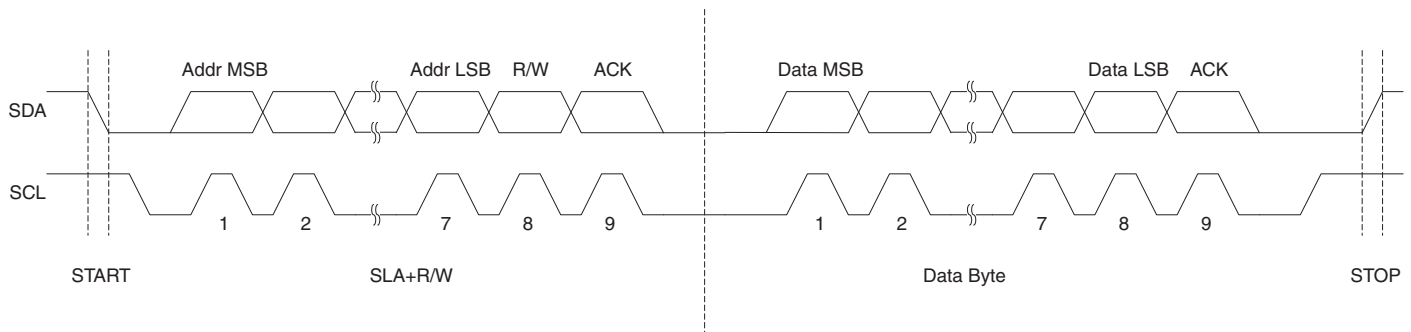 Addr MSB Addr LSB R/W ACK Data MSB Data LSB ACK
SDA
SCL
1 2 7 8 9 1 2 7 8 9
START SLA+R/W Data Byte STOP